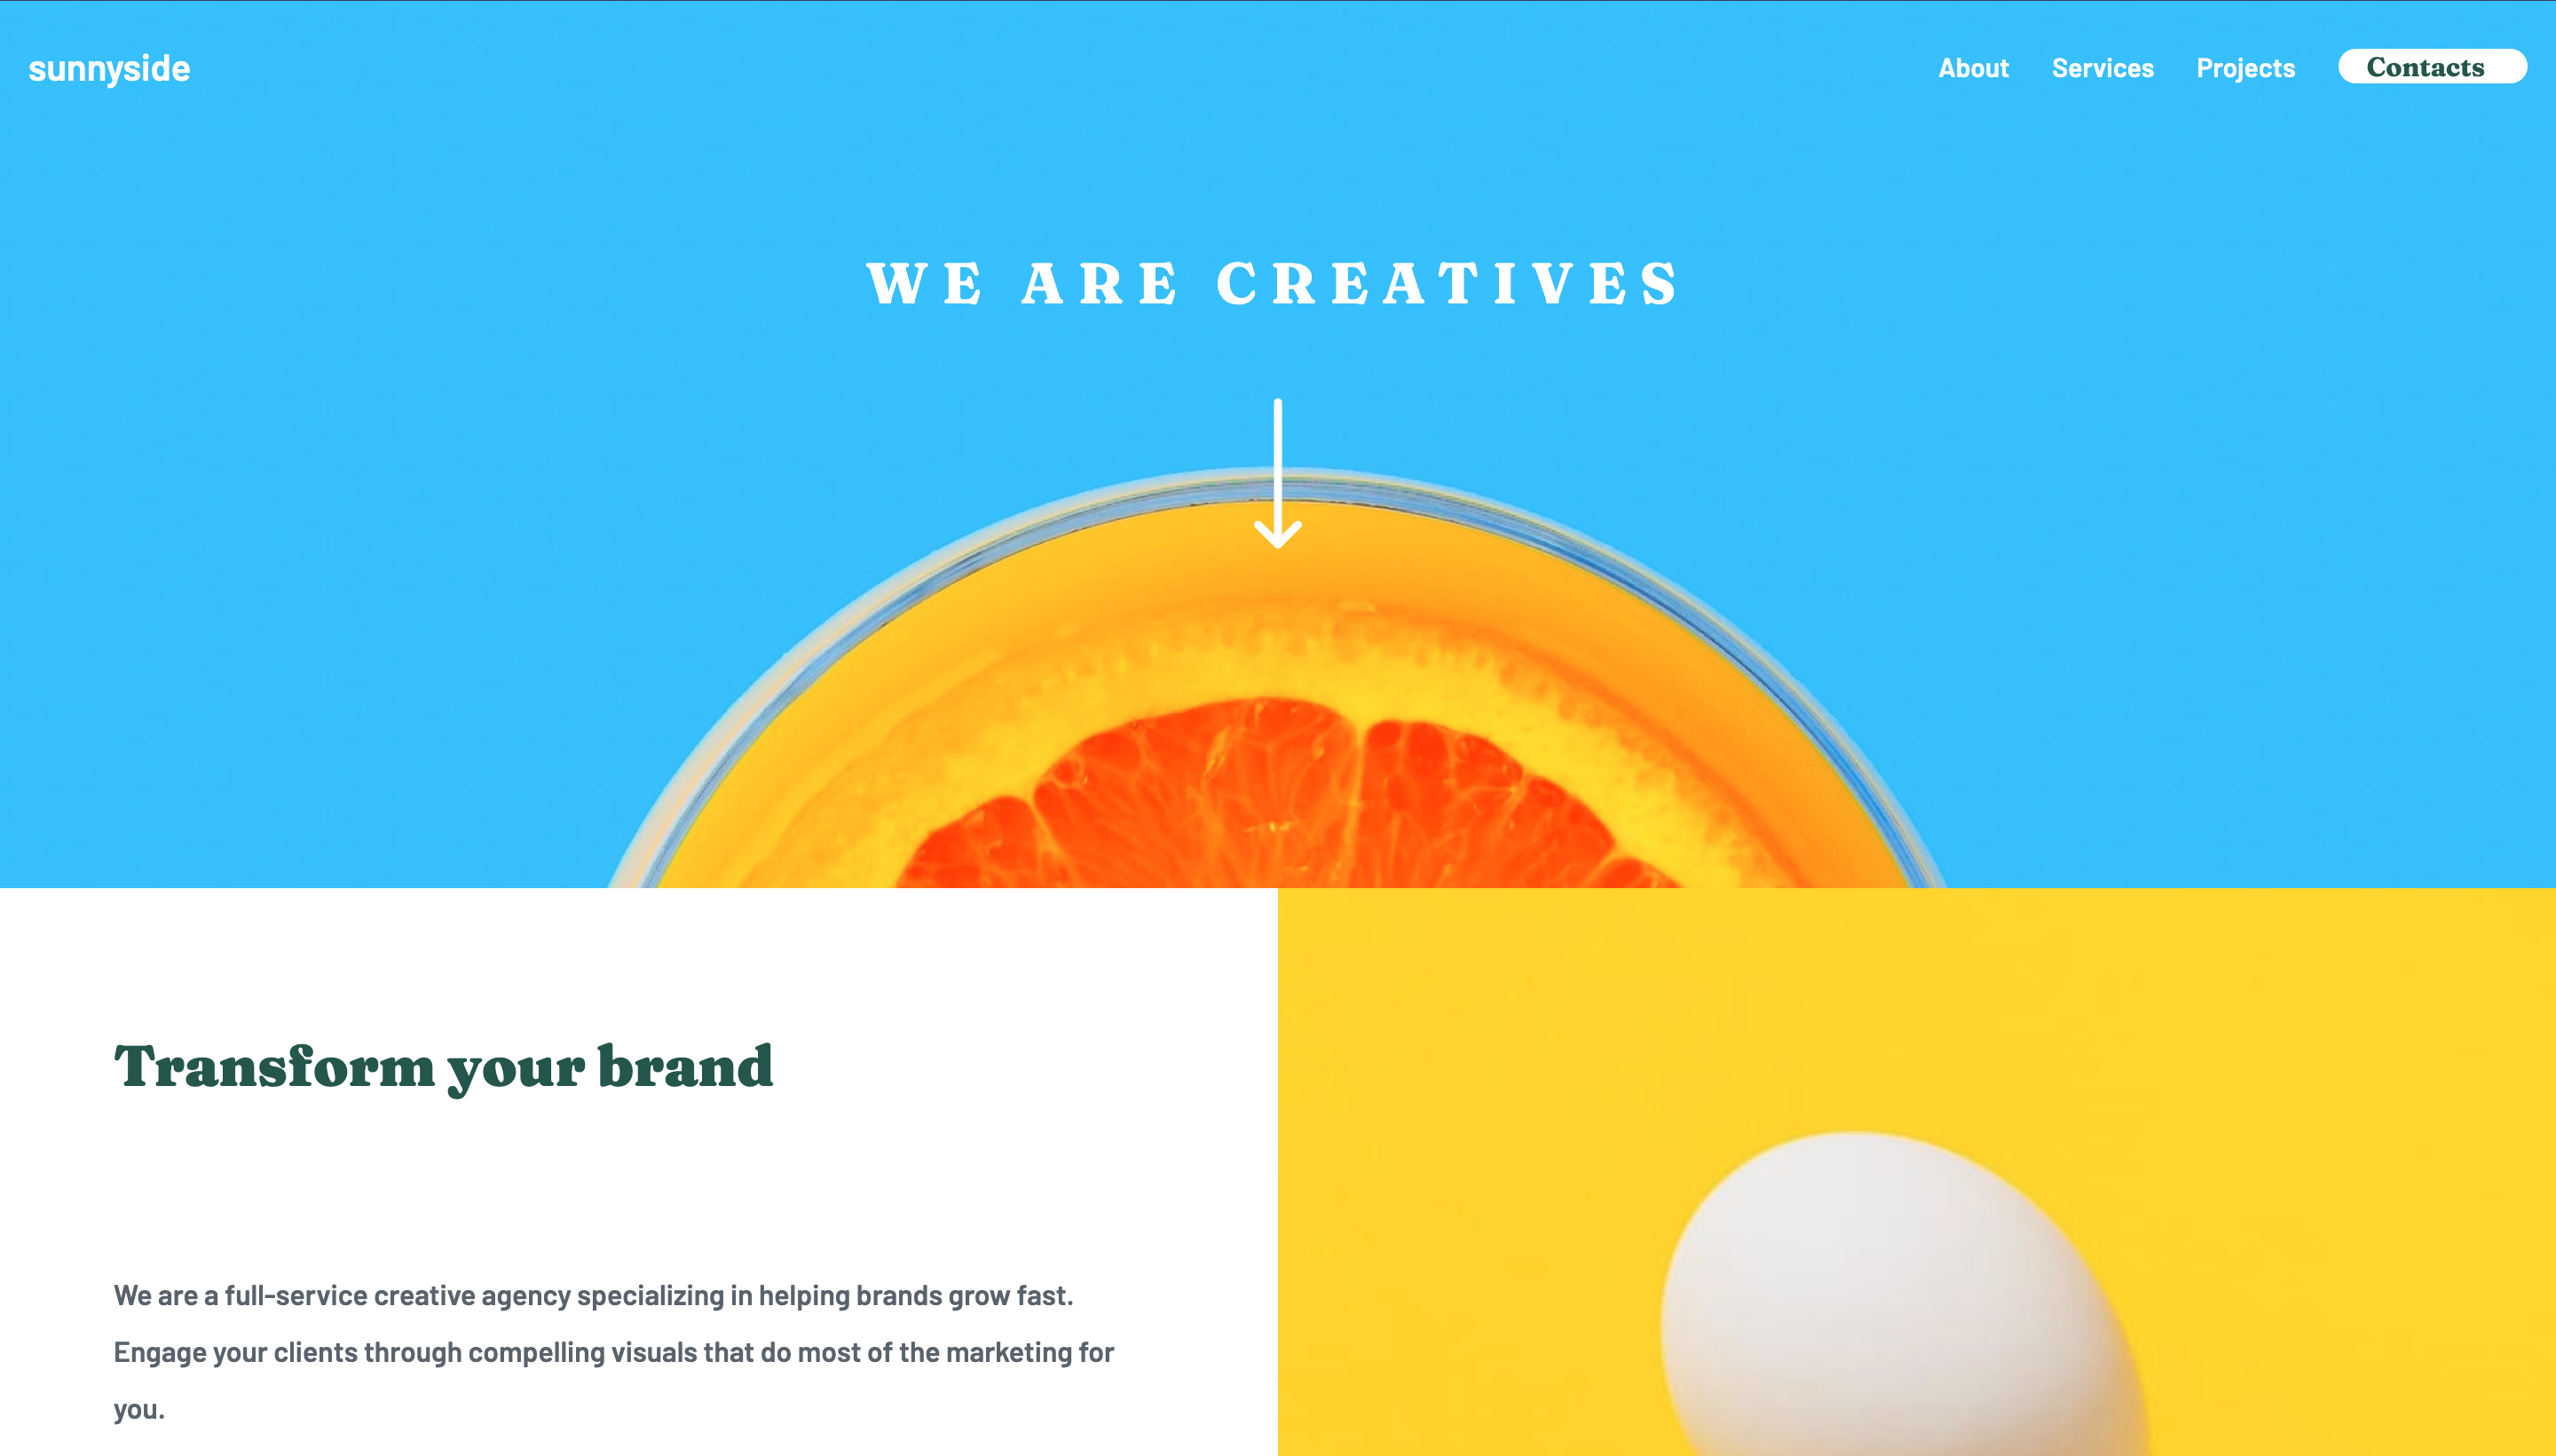 sunnyside
About Services Projects Contacts
WE ARE CREATIVES
Transform your brand
We are a full-service creative agency specializing in helping brands grow fast.
Engage your clients through compelling visuals that do most of the marketing for
you.